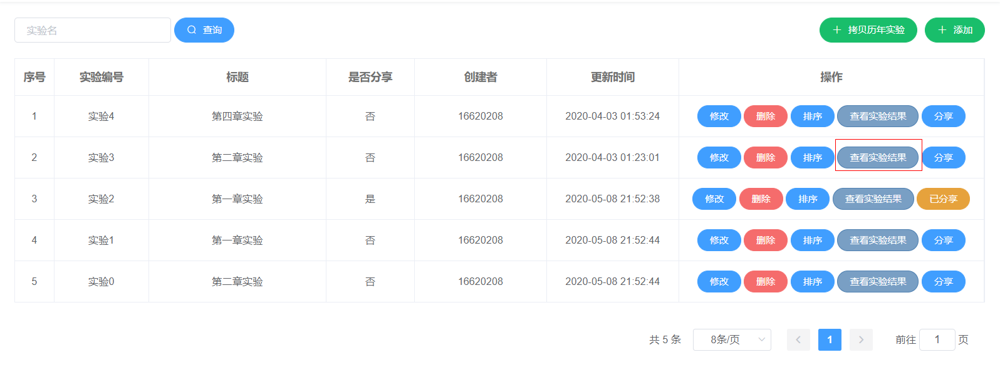 实验名 查询 拷贝历年实验 添加
序号 实验编号 标题 是否分享 创建者 更新时间 操作
1 实验4 第四章实验 否 16620208 2020-04-03 01:53:24 修改 删除 排序 查看实验结果 分享
2 实验3 第二章实验 否 16620208 2020-04-03 01:23:01 修改 删除 排序 查看实验结果 分享
3 实验2 第一章实验 是 16620208 2020-05-08 21:52:38 修改 删除 排序 查看实验结果 已分享
4 实验1 第一章实验 否 16620208 2020-05-08 21:52:44 修改 删除 排序 查看实验结果 分享
5 实验0 第二章实验 否 16620208 2020-05-08 21:52:44 修改 删除 排序 查看实验结果 分享
共 5 条 8条/页 1 前往 1 页